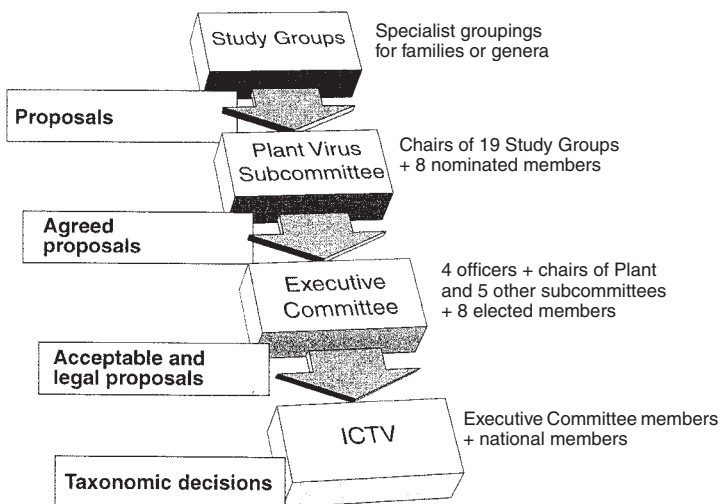 Study Groups
Specialist groupings
for families or genera
Proposals
Plant Virus
Subcommittee
Chairs of 19 Study Groups
+ 8 nominated members
Agreed
proposals
Executive
Committee
4 officers + chairs of Plant
and 5 other subcommittees
+ 8 elected members
Acceptable and
legal proposals
ICTV
Executive Committee members
+ national members
Taxonomic decisions